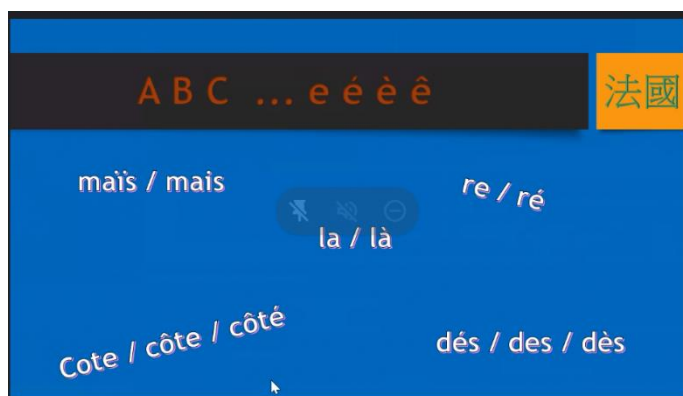 A B C ... e é è ê
法國
maïs / mais
re / ré
la / là
Cote / côte / côté
dés / des / dès